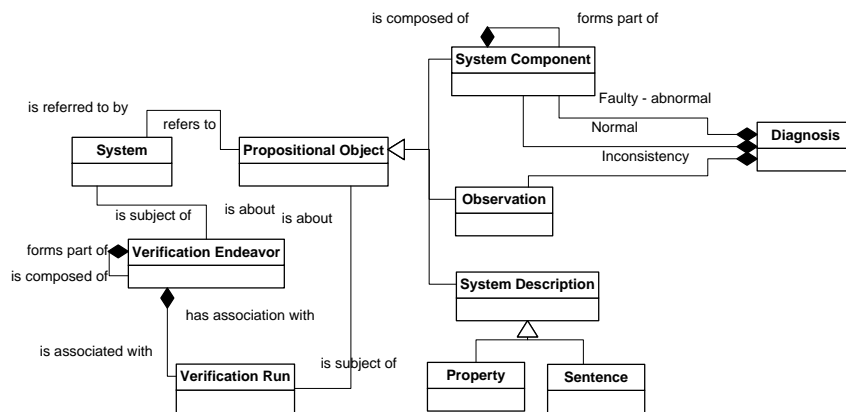 is composed of
forms part of
System Component
Faulty - abnormal
Normal
Inconsistency
Diagnosis
is referred to by
refers to
System
Propositional Object
Observation
is subject of
is about
is about
forms part of
Verification Endeavor
is composed of
System Description
has association with
is associated with
is subject of
Verification Run
Property
Sentence